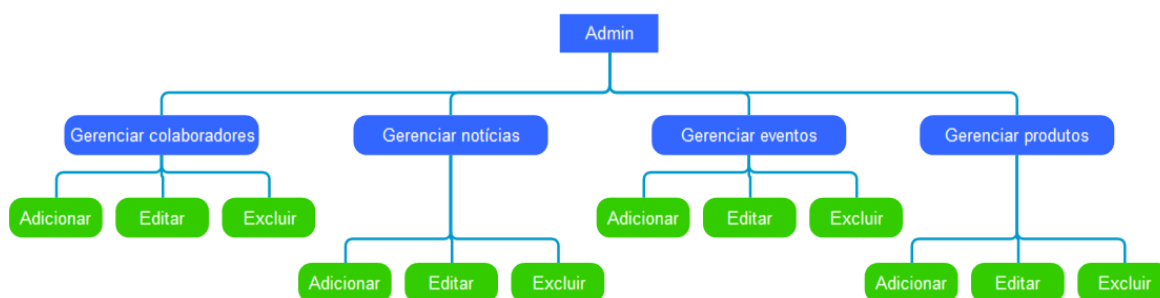 Admin
Gerenciar colaboradores
Gerenciar notícias
Gerenciar eventos
Gerenciar produtos
Adicionar
Editar
Excluir
Adicionar
Editar
Excluir
Adicionar
Editar
Excluir
Adicionar
Editar
Excluir